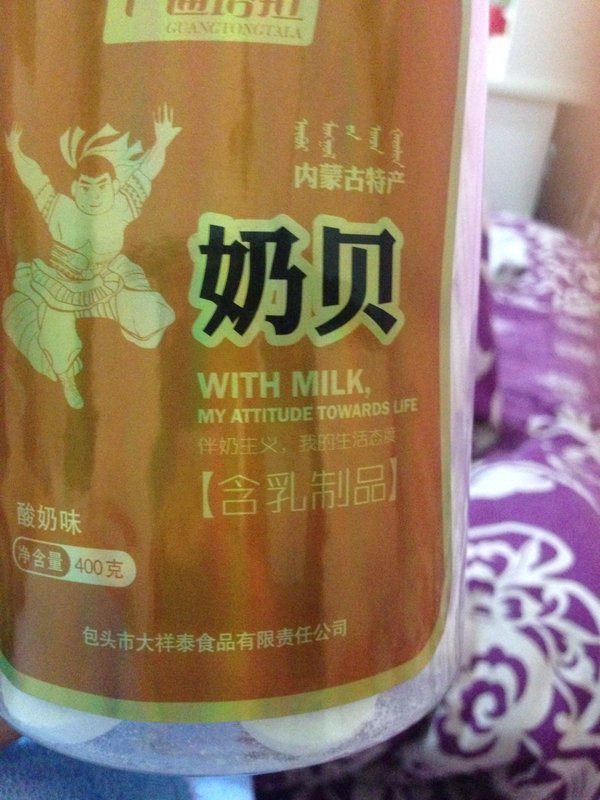 GUANGTONGTALA
内蒙古特产
奶贝
WITH MILK,
MY ATTITUDE TOWARDS LIFE
伴奶主义，我的生活态度
【含乳制品】
酸奶味
净含量 400克
包头市大祥泰食品有限责任公司